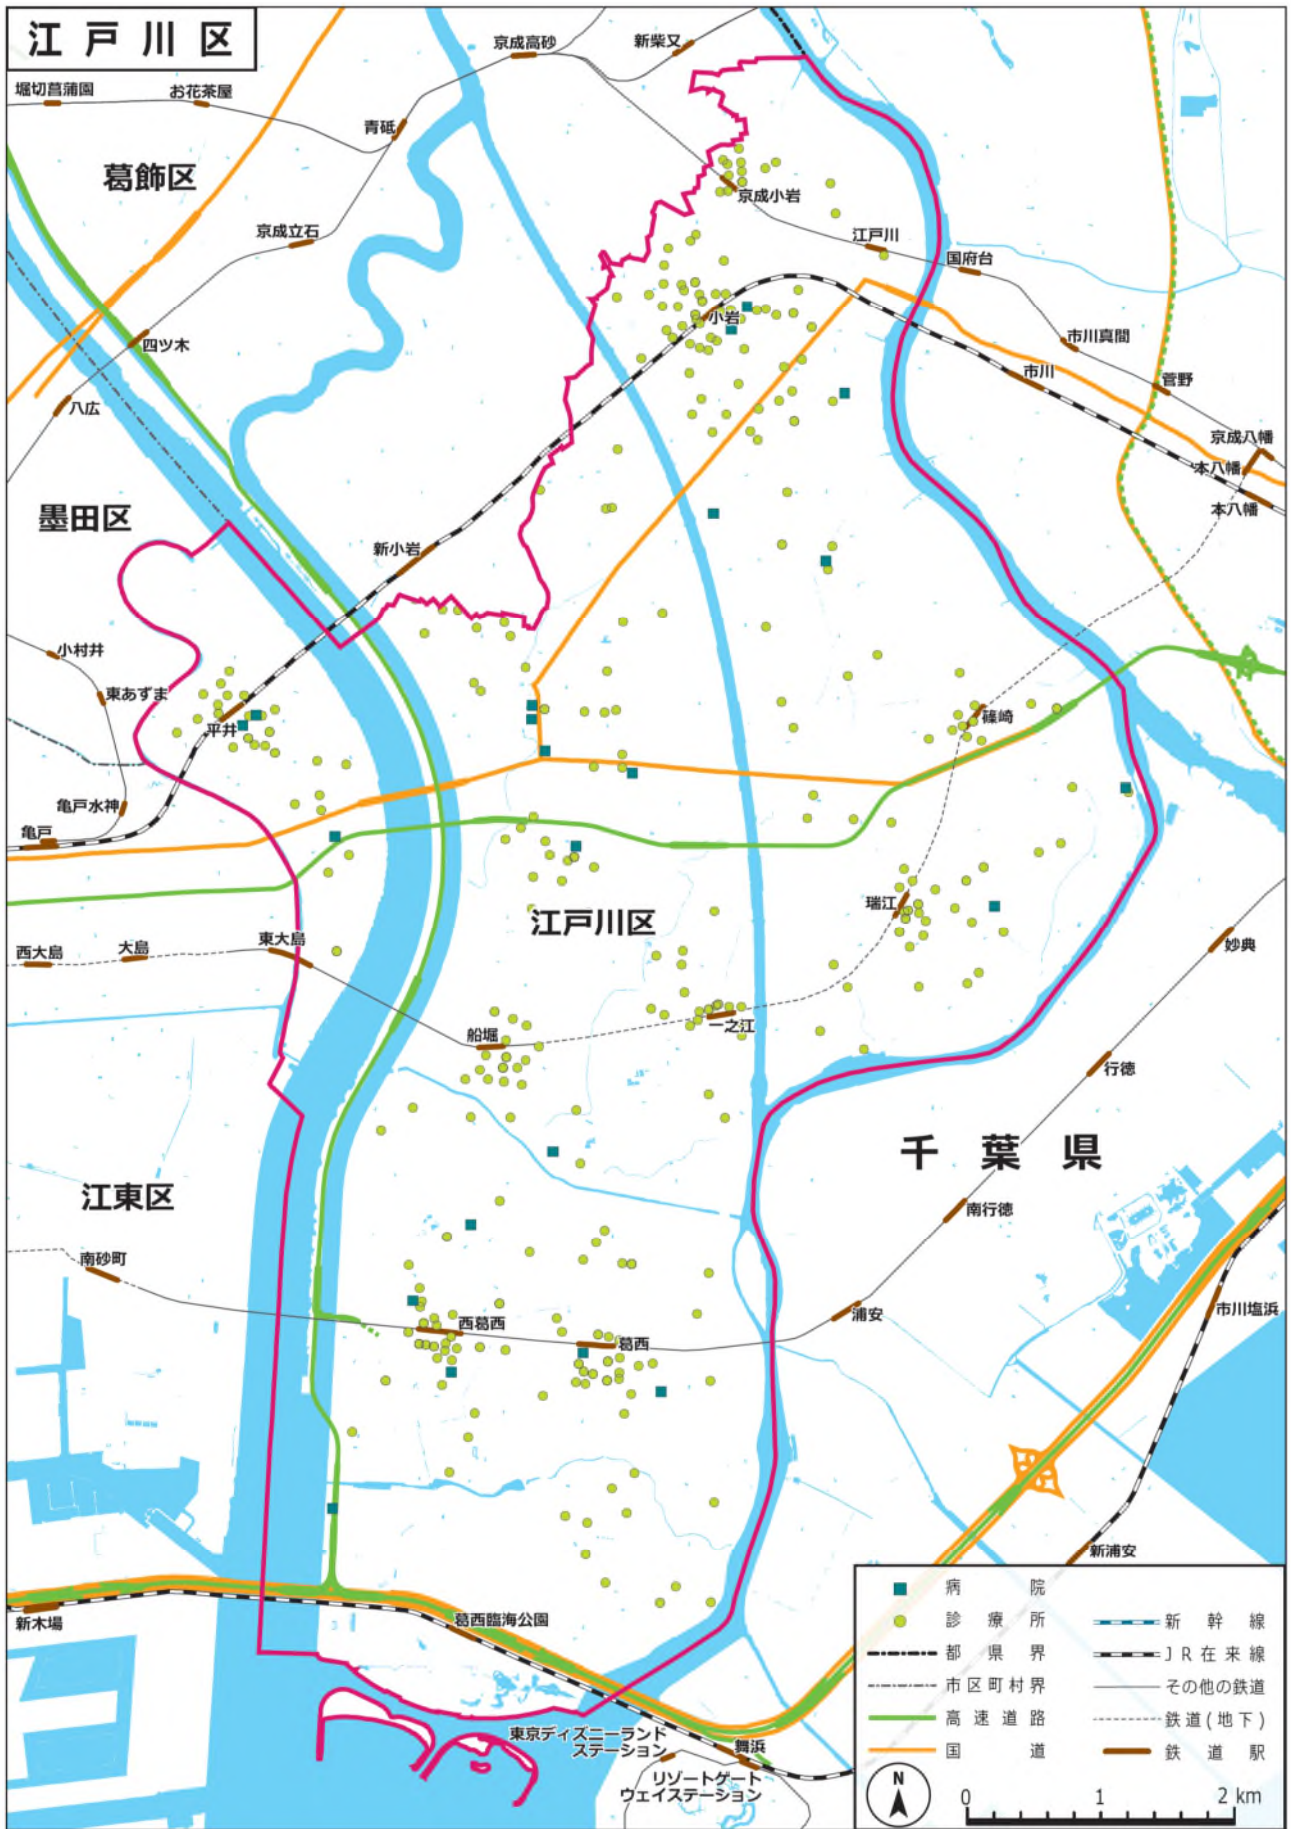 江戸川区
京成高砂
新柴又
堀切菖蒲園
お花茶屋
青砥
葛飾区
京成小岩
京成立石
江戸川
国府台
小岩
四ツ木
市川真間
市川
菅野
八広
京成八幡
本八幡
本八幡
墨田区
新小岩
小村井
東あずま
平井
篠崎
亀戸水神
亀戸
瑞江
江戸川区
東大島
西大島
大島
妙典
一之江
船堀
行徳
千葉県
江東区
南行徳
南砂町
浦安
市川塩浜
西葛西
葛西
新浦安
新木場
葛西臨海公園
東京ディズニーランド
ステーション
舞浜
リゾートゲート
ウェイステーション
病院
診療所
新幹線
都県界
JR在来線
市区町村界
その他の鉄道
高速道路
鉄道(地下)
国道
鉄道駅
N
0 1 2 km